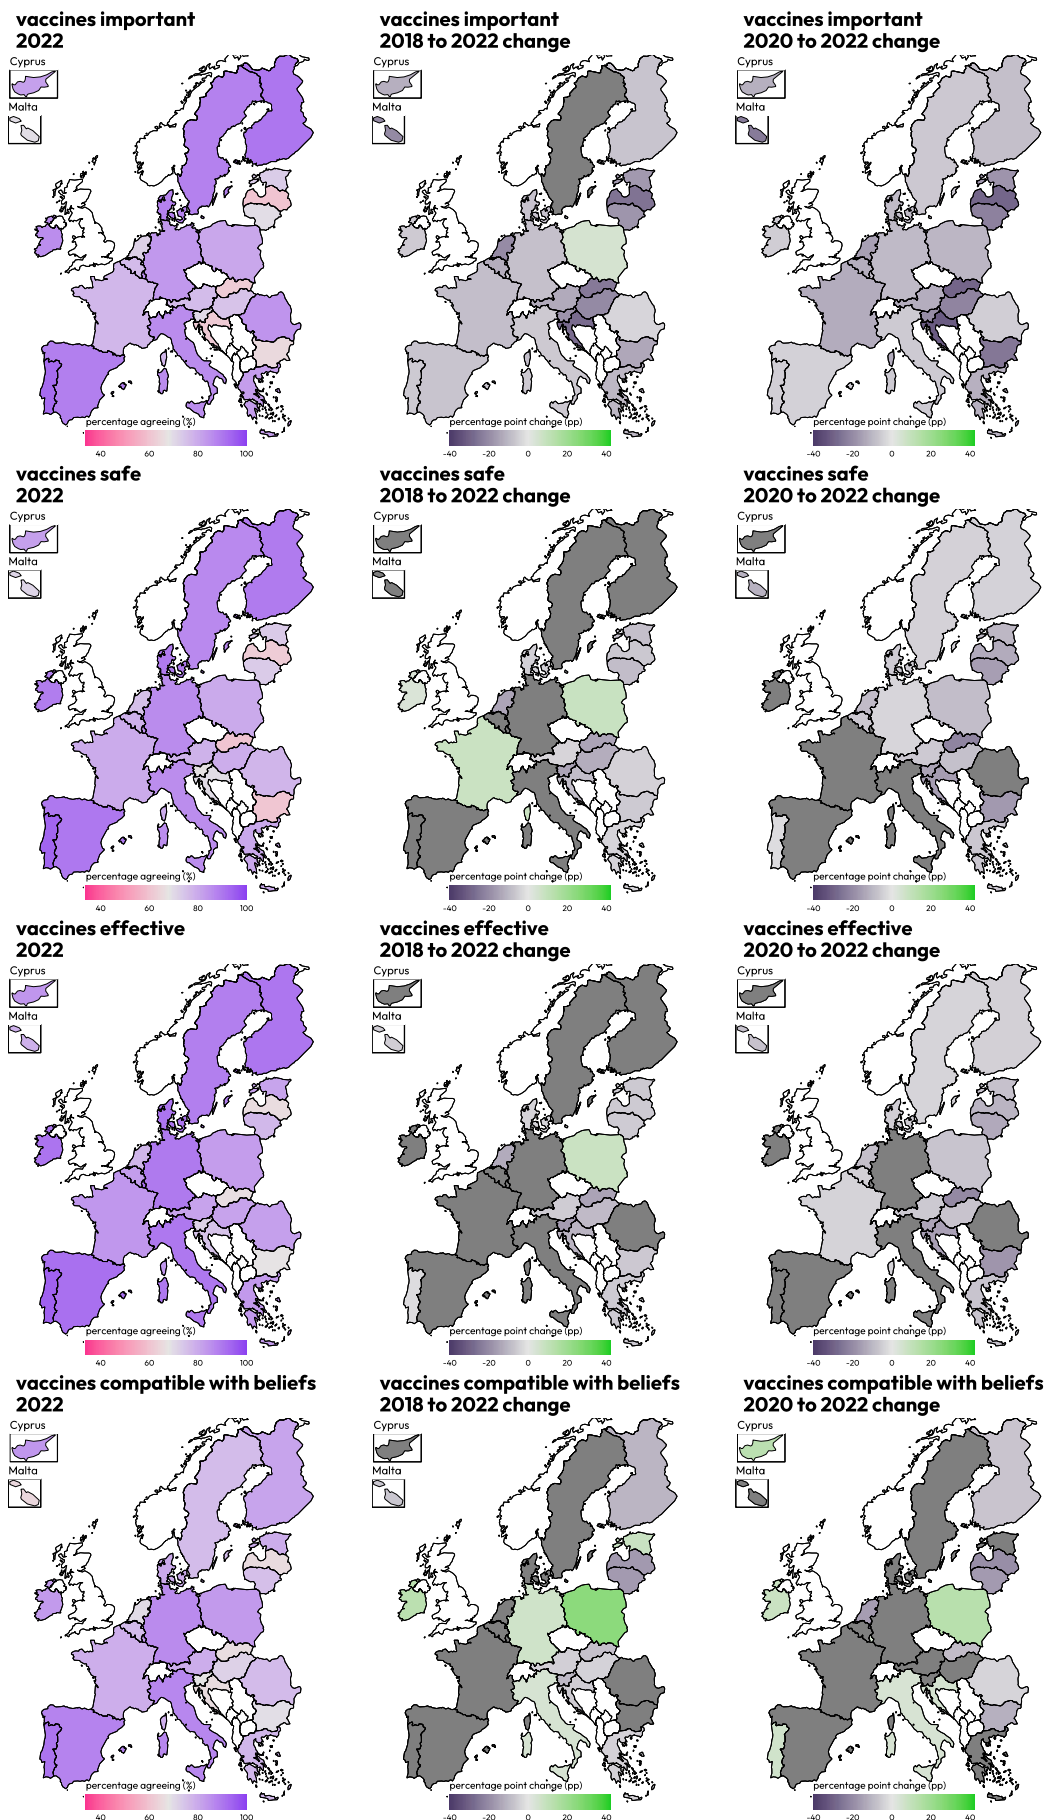 vaccines important
2022
Cyprus
Malta
percentage agreeing (%)
40 60 80 100
vaccines important
2018 to 2022 change
Cyprus
Malta
percentage point change (pp)
-40 -20 0 20 40
vaccines important
2020 to 2022 change
Cyprus
Malta
percentage point change (pp)
-40 -20 0 20 40
vaccines safe
2022
Cyprus
Malta
percentage agreeing (%)
40 60 80 100
vaccines safe
2018 to 2022 change
Cyprus
Malta
percentage point change (pp)
-40 -20 0 20 40
vaccines safe
2020 to 2022 change
Cyprus
Malta
percentage point change (pp)
-40 -20 0 20 40
vaccines effective
2022
Cyprus
Malta
percentage agreeing (%)
40 60 80 100
vaccines effective
2018 to 2022 change
Cyprus
Malta
percentage point change (pp)
-40 -20 0 20 40
vaccines effective
2020 to 2022 change
Cyprus
Malta
percentage point change (pp)
-40 -20 0 20 40
vaccines compatible with beliefs
2022
Cyprus
Malta
percentage agreeing (%)
40 60 80 100
vaccines compatible with beliefs
2018 to 2022 change
Cyprus
Malta
percentage point change (pp)
-40 -20 0 20 40
vaccines compatible with beliefs
2020 to 2022 change
Cyprus
Malta
percentage point change (pp)
-40 -20 0 20 40